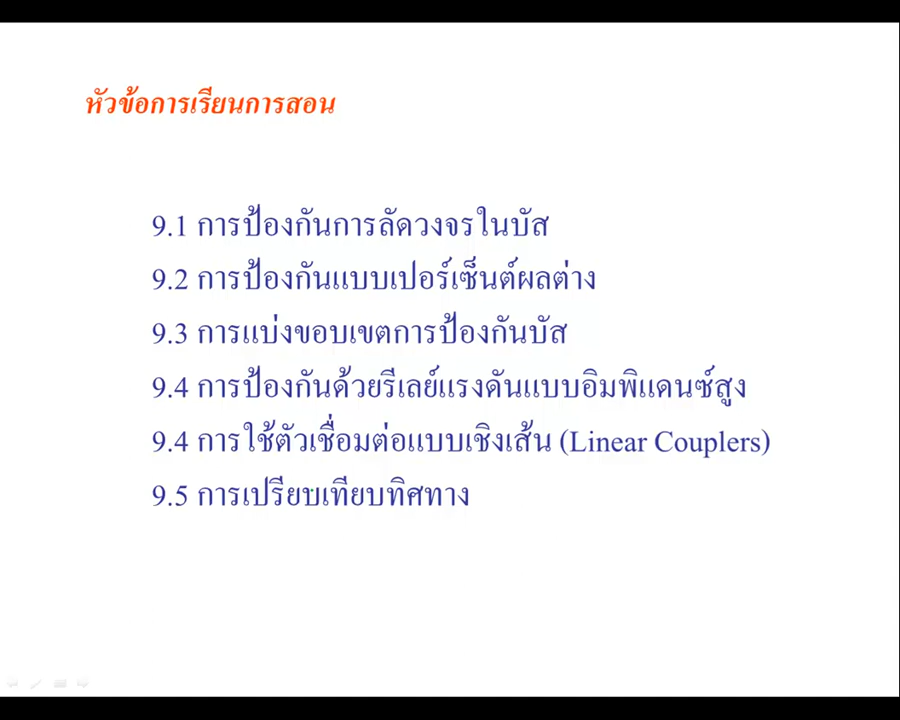 หัวข้อการเรียนการสอน
9.1 การป้องกันการลัดวงจรในบัส
9.2 การป้องกันแบบเปอร์เซ็นต์ผลต่าง
9.3 การแบ่งขอบเขตการป้องกันบัส
9.4 การป้องกันด้วยรีเลย์แรงดันแบบอิมพิแดนซ์สูง
9.4 การใช้ตัวเชื่อมต่อแบบเชิงเส้น (Linear Couplers)
9.5 การเปรียบเทียบทิศทาง